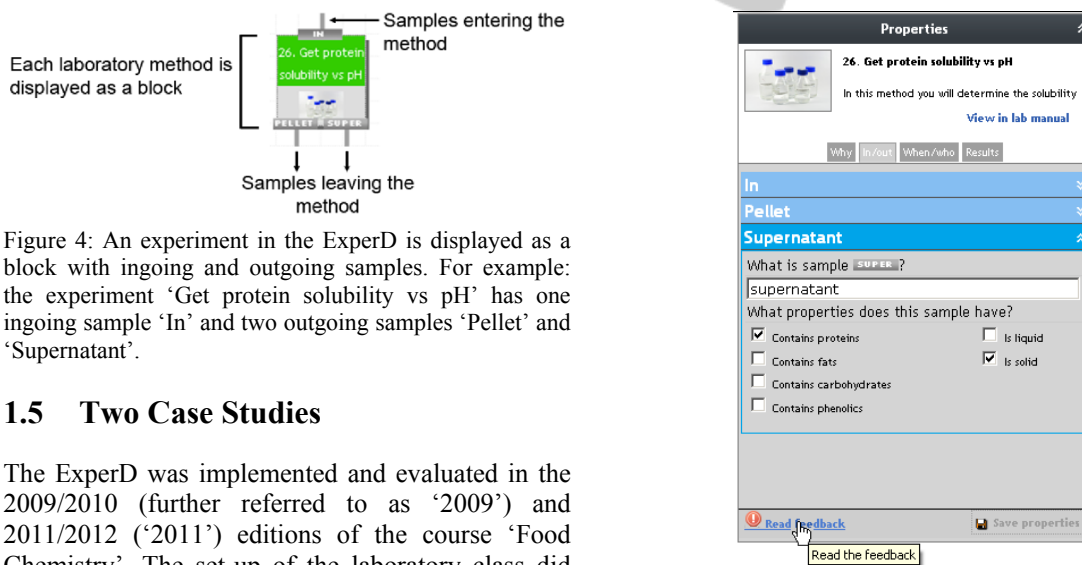 Samples entering the
method
IN
26. Get protein
solubility vs pH
PELLET SUPER
Each laboratory method is
displayed as a block
Samples leaving the
method
Figure 4: An experiment in the ExperD is displayed as a
block with ingoing and outgoing samples. For example:
the experiment ‘Get protein solubility vs pH’ has one
ingoing sample ‘In’ and two outgoing samples ‘Pellet’ and
‘Supernatant’.
1.5 Two Case Studies
The ExperD was implemented and evaluated in the
2009/2010 (further referred to as ‘2009’) and
2011/2012 (‘2011’) editions of the course ‘Food
Chemistry’. The set-up of the laboratory class did
Properties
26. Get protein solubility vs pH
In this method you will determine the solubility
View in lab manual
Why In/out When/who Results
In
Pellet
Supernatant
What is sample SUPER ?
supernatant
What properties does this sample have?
Contains proteins Is liquid
Contains fats Is solid
Contains carbohydrates
Contains phenolics
Read feedback Save properties
Read the feedback